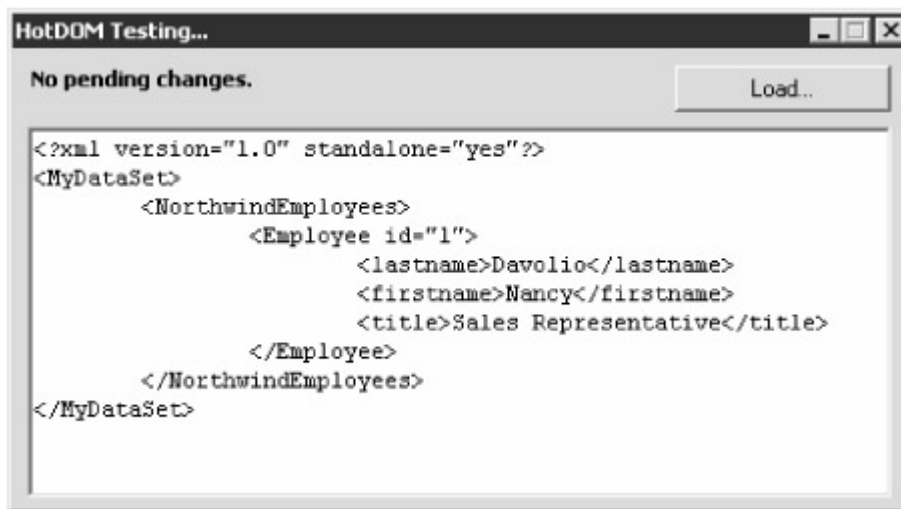 HotDOM Testing...
No pending changes.
Load...
<?xml version="1.0" standalone="yes"?>
<MyDataSet>
<NorthwindEmployees>
<Employee id="1">
<lastname>Davolio</lastname>
<firstname>Nancy</firstname>
<title>Sales Representative</title>
</Employee>
</NorthwindEmployees>
</MyDataSet>